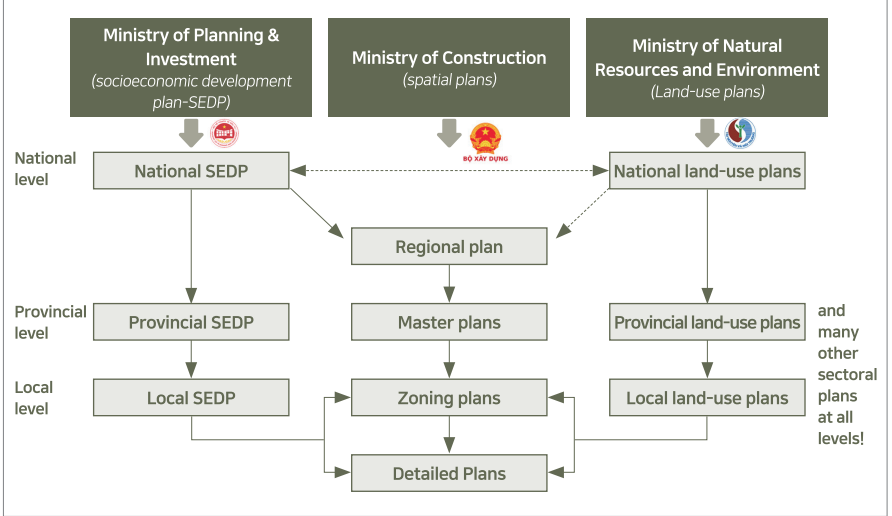 Ministry of Planning &
Investment
(socioeconomic development
plan-SEDP)
Ministry of Construction
(spatial plans)
Ministry of Natural
Resources and Environment
(Land-use plans)
BỘ XÂY DỰNG
National
level
National SEDP
National land-use plans
Regional plan
Provincial
level
Provincial SEDP
Master plans
Provincial land-use plans
Local
level
Local SEDP
Zoning plans
Local land-use plans
Detailed Plans
and
many
other
sectoral
plans
at all
levels!